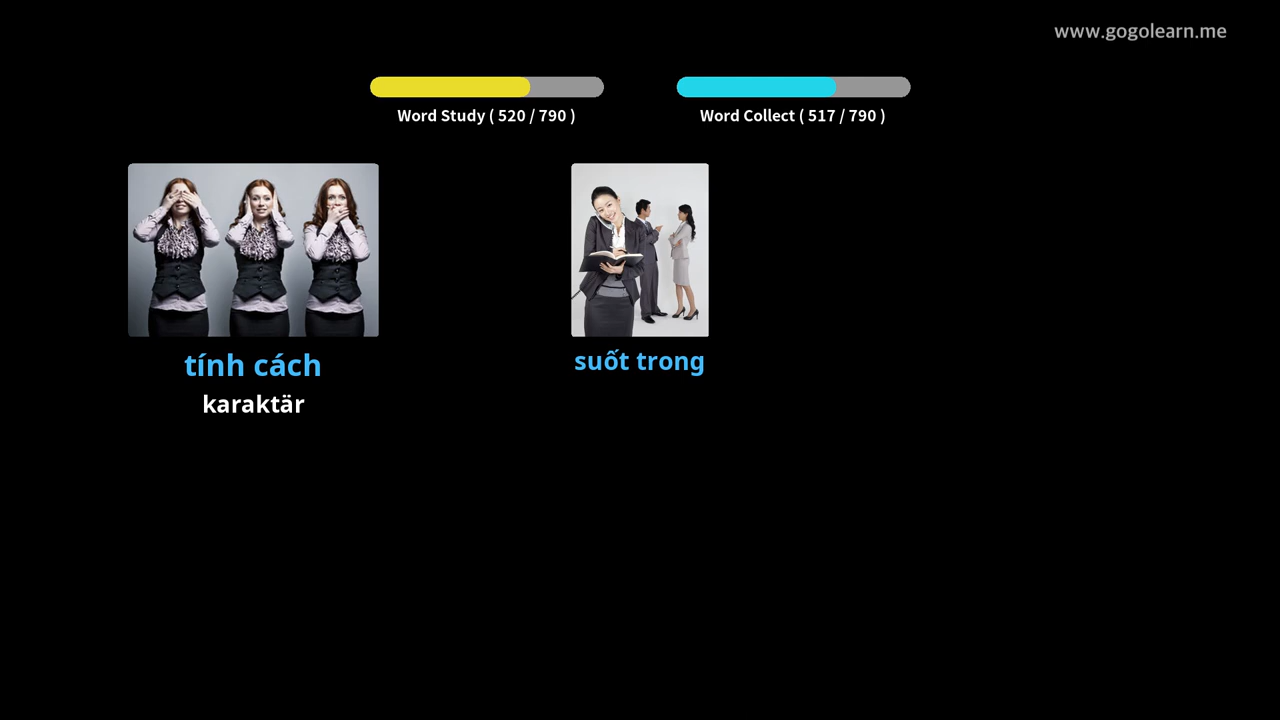 www.gogolearn.me
Word Study ( 520 / 790 )
Word Collect ( 517 / 790 )
tính cách
karaktär
suốt trong